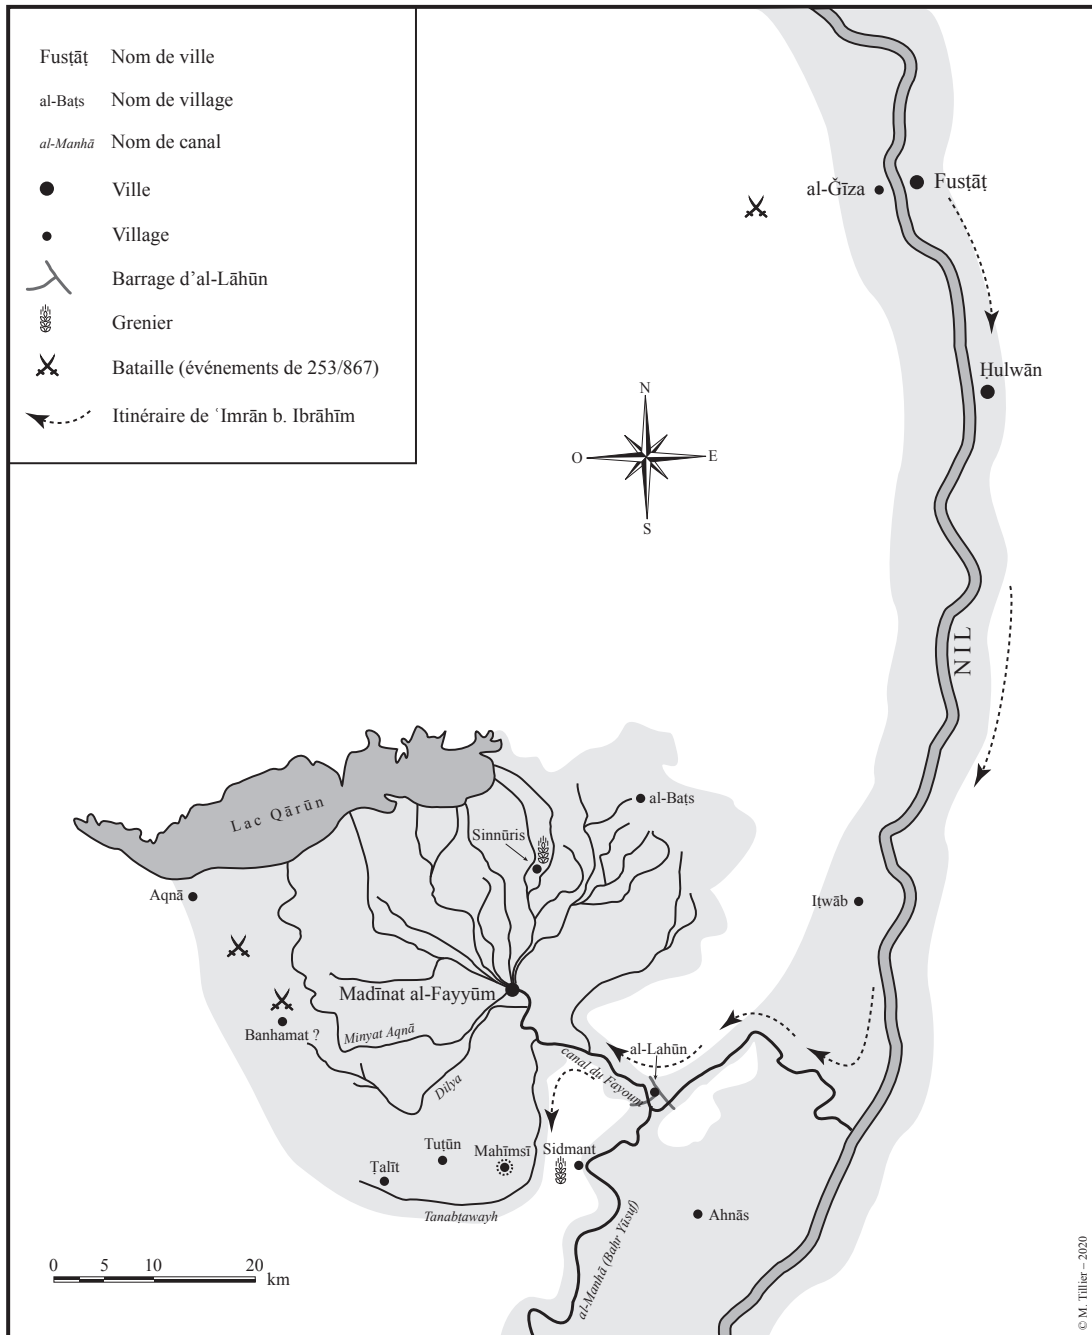 Fusṭāṭ Nom de ville
al-Baṭs Nom de village
al-Manhā Nom de canal
Ville
Village
Barrage d'al-Lāhūn
Grenier
Bataille (événements de 253/867)
Itinéraire de ʿImrān b. Ibrāhīm
al-Ǧīza
Fusṭāṭ
Ḥulwān
N
O
E
S
NIL
Lac Qārūn
al-Baṭs
Sinnūris
Aqnā
Iṭwāb
Madīnat al-Fayyūm
Banhamat ?
Minyat Aqnā
canal du Fayoum
al-Lahūn
Dilya
Tuṭūn
Mahīmsī
Sidmant
Ṭalīt
Tanabṭawayh
Ahnās
al-Manhā (Baḥr Yūsuf)
0 5 10 20
km
© M. Tillier – 2020